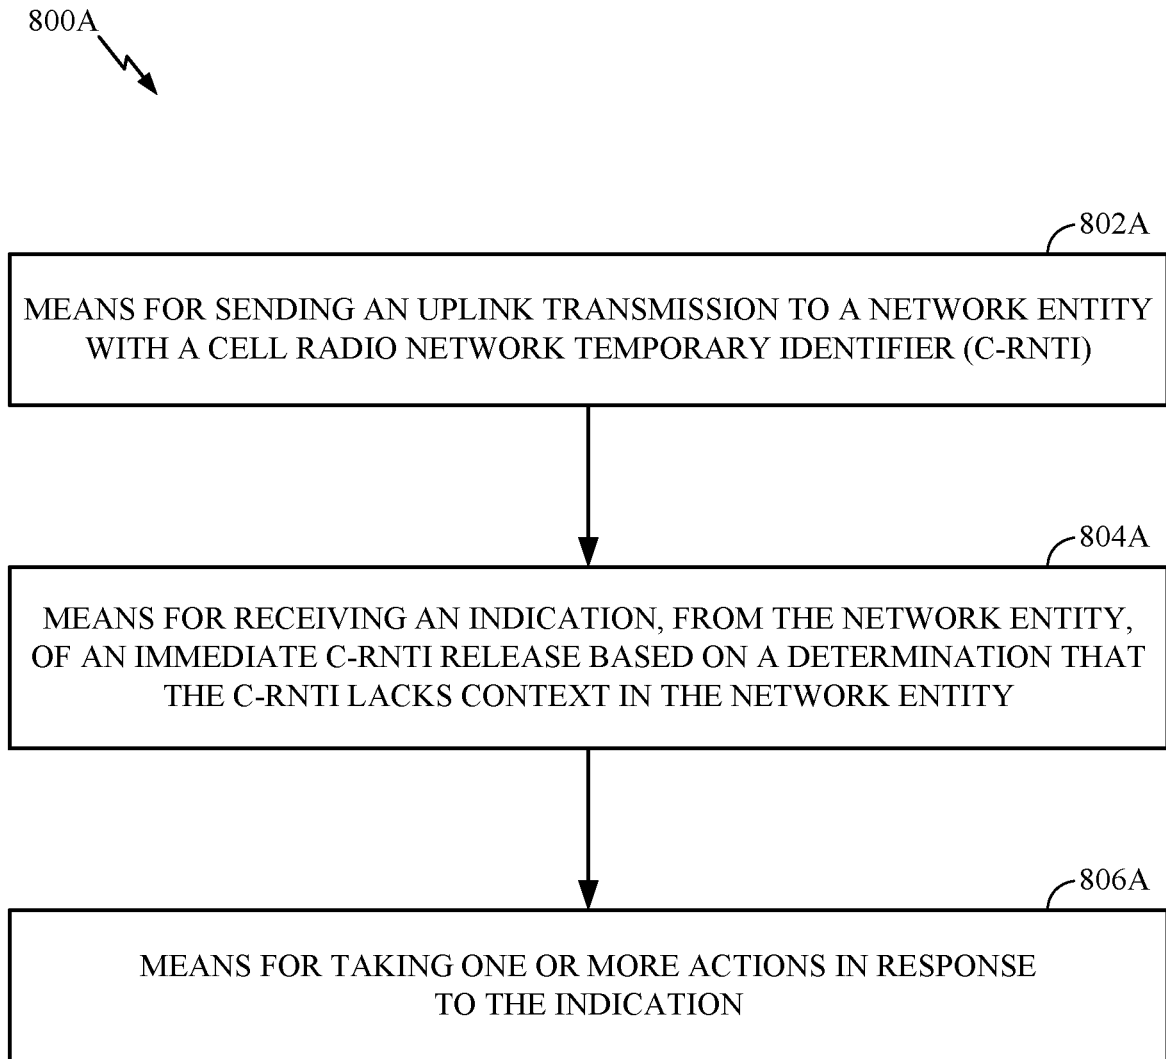 800A
802A
MEANS FOR SENDING AN UPLINK TRANSMISSION TO A NETWORK ENTITY
WITH A CELL RADIO NETWORK TEMPORARY IDENTIFIER (C-RNTI)
804A
MEANS FOR RECEIVING AN INDICATION, FROM THE NETWORK ENTITY,
OF AN IMMEDIATE C-RNTI RELEASE BASED ON A DETERMINATION THAT
THE C-RNTI LACKS CONTEXT IN THE NETWORK ENTITY
806A
MEANS FOR TAKING ONE OR MORE ACTIONS IN RESPONSE
TO THE INDICATION